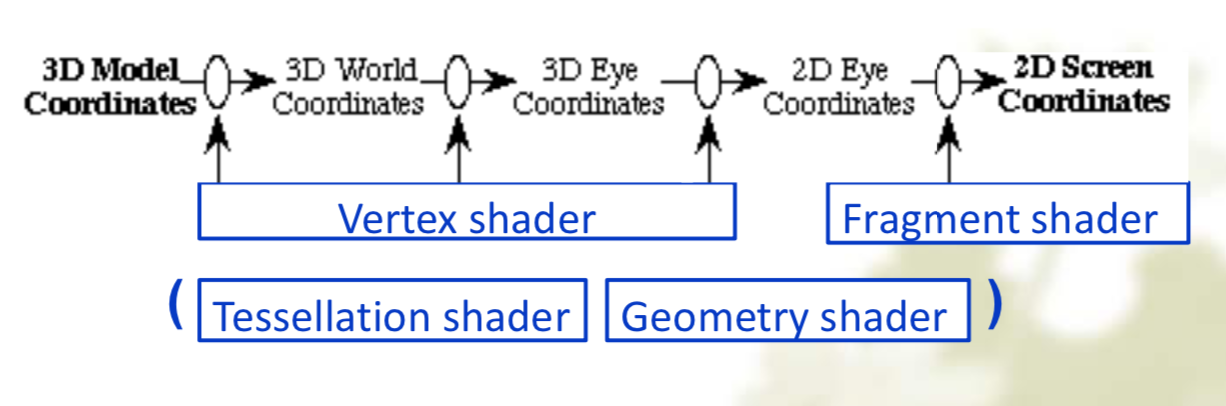 3D Model 3D World 3D Eye 2D Eye 2D Screen
Coordinates Coordinates Coordinates Coordinates Coordinates
Vertex shader Fragment shader
( Tessellation shader Geometry shader )